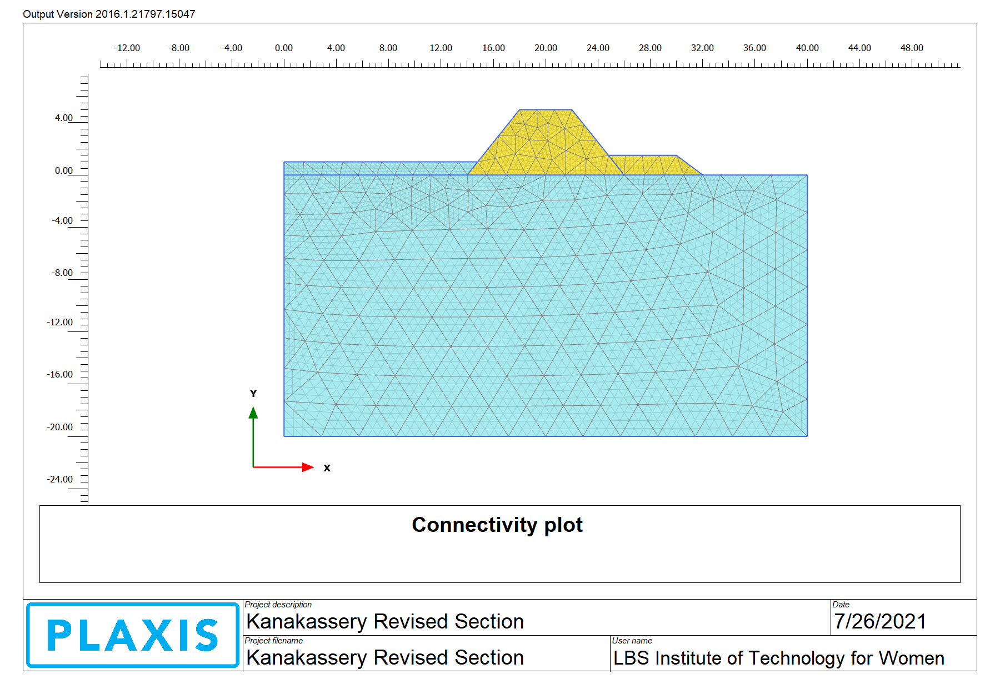 Output Version 2016.1.21797.15047
-12.00 -8.00 -4.00 0.00 4.00 8.00 12.00 16.00 20.00 24.00 28.00 32.00 36.00 40.00 44.00 48.00
4.00
0.00
-4.00
-8.00
-12.00
-16.00
-20.00
-24.00
Y
X
Connectivity plot
PLAXIS
Project description
Kanakassery Revised Section
Date
7/26/2021
Project filename
Kanakassery Revised Section
User name
LBS Institute of Technology for Women